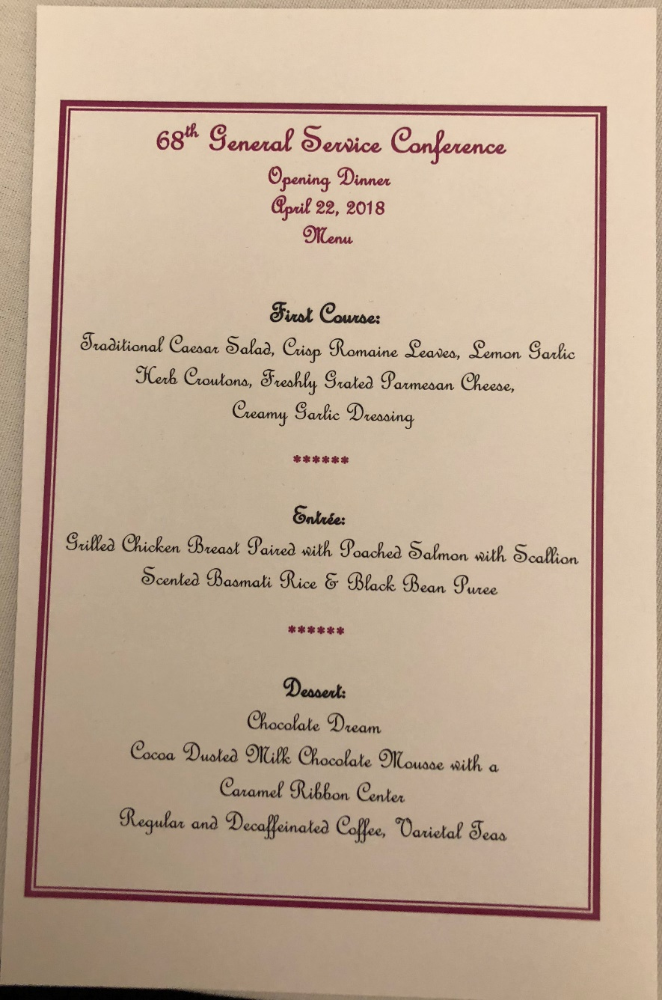 68th General Service Conference
Opening Dinner
April 22, 2018
Menu
First Course:
Traditional Caesar Salad, Crisp Romaine Leaves, Lemon Garlic
Herb Croutons, Freshly Grated Parmesan Cheese,
Creamy Garlic Dressing
******
Entrée:
Grilled Chicken Breast Paired with Poached Salmon with Scallion
Scented Basmati Rice & Black Bean Puree
******
Dessert:
Chocolate Dream
Cocoa Dusted Milk Chocolate Mousse with a
Caramel Ribbon Center
Regular and Decaffeinated Coffee, Varietal Teas